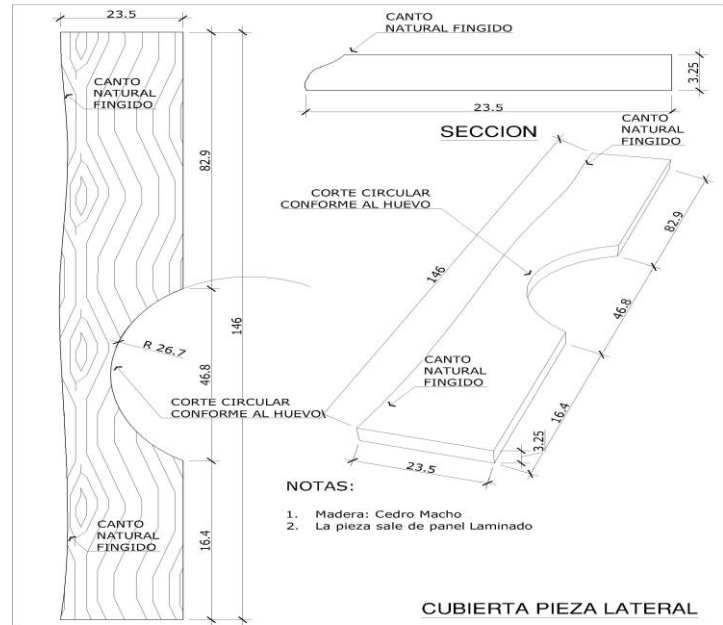 23.5
CANTO
NATURAL
FINGIDO
82.9
146
R 26.7
46.8
CORTE CIRCULAR
CONFORME AL HUEVO
16.4
CANTO
NATURAL
FINGIDO
CANTO
NATURAL FINGIDO
3.25
23.5
SECCION
CANTO
NATURAL
FINGIDO
CORTE CIRCULAR
CONFORME AL HUEVO
146
82.9
46.8
CANTO
NATURAL
FINGIDO
16.4
3.25
23.5
NOTAS:
1. Madera: Cedro Macho
2. La pieza sale de panel Laminado
CUBIERTA PIEZA LATERAL